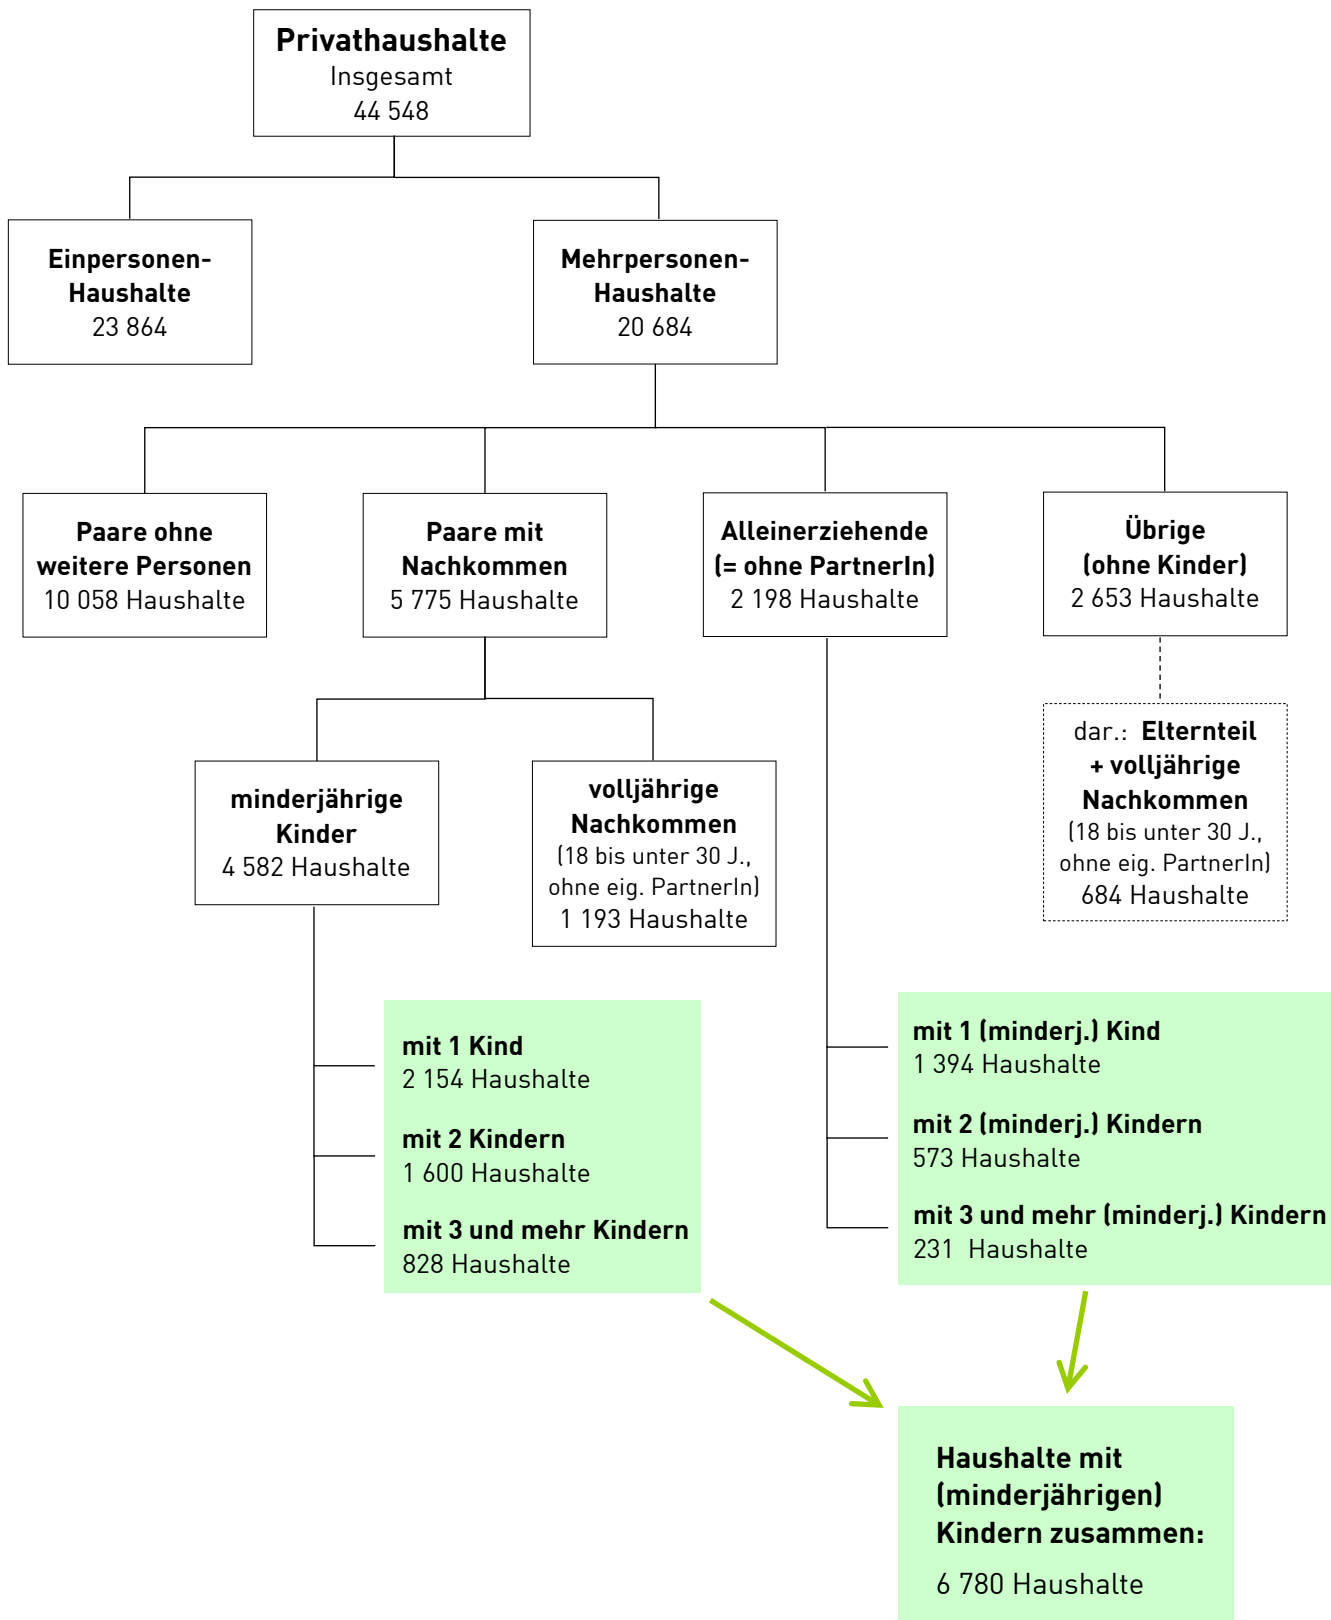 Privathaushalte
Insgesamt
44 548
Einpersonen-
Haushalte
23 864
Mehrpersonen-
Haushalte
20 684
Paare ohne
weitere Personen
10 058 Haushalte
Paare mit
Nachkommen
5 775 Haushalte
Alleinerziehende
(= ohne PartnerIn)
2 198 Haushalte
Übrige
(ohne Kinder)
2 653 Haushalte
minderjährige
Kinder
4 582 Haushalte
volljährige
Nachkommen
(18 bis unter 30 J.,
ohne eig. PartnerIn)
1 193 Haushalte
dar.: Elternteil
+ volljährige
Nachkommen
(18 bis unter 30 J.,
ohne eig. PartnerIn)
684 Haushalte
mit 1 Kind
2 154 Haushalte
mit 2 Kindern
1 600 Haushalte
mit 3 und mehr Kindern
828 Haushalte
mit 1 (minderj.) Kind
1 394 Haushalte
mit 2 (minderj.) Kindern
573 Haushalte
mit 3 und mehr (minderj.) Kindern
231 Haushalte
Haushalte mit
(minderjährigen)
Kindern zusammen:
6 780 Haushalte